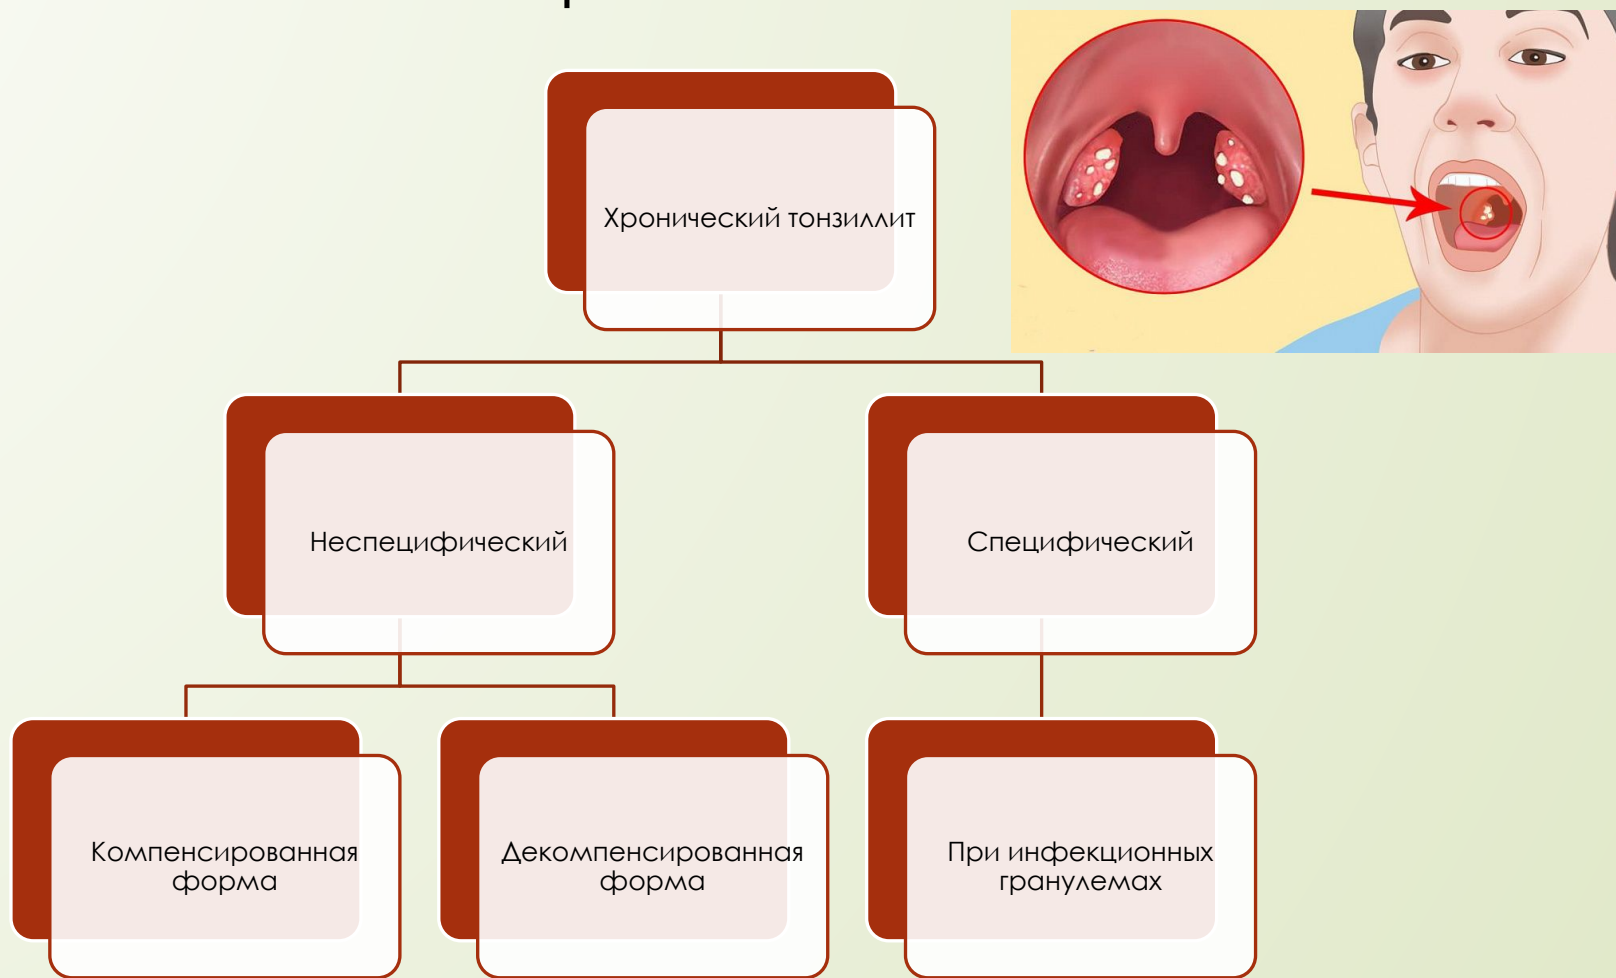 Хронический тонзиллит
Неспецифический
Специфический
Компенсированная
форма
Декомпенсированная
форма
При инфекционных
гранулемах